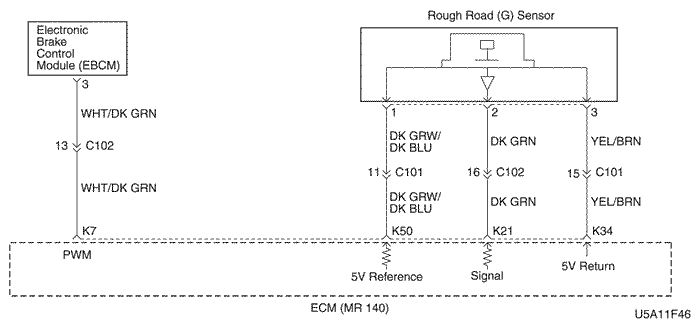 Rough Road (G) Sensor
Electronic
Brake
Control
Module (EBCM)
3
1
2
3
WHT/DK GRN
DK GRW/
DK BLU
DK GRN
YEL/BRN
13
C102
11
C101
16
C102
15
C101
WHT/DK GRN
DK GRW/
DK BLU
DK GRN
YEL/BRN
K7
K50
K21
K34
PWM
5V Reference
Signal
5V Return
ECM (MR 140)
U5A11F46